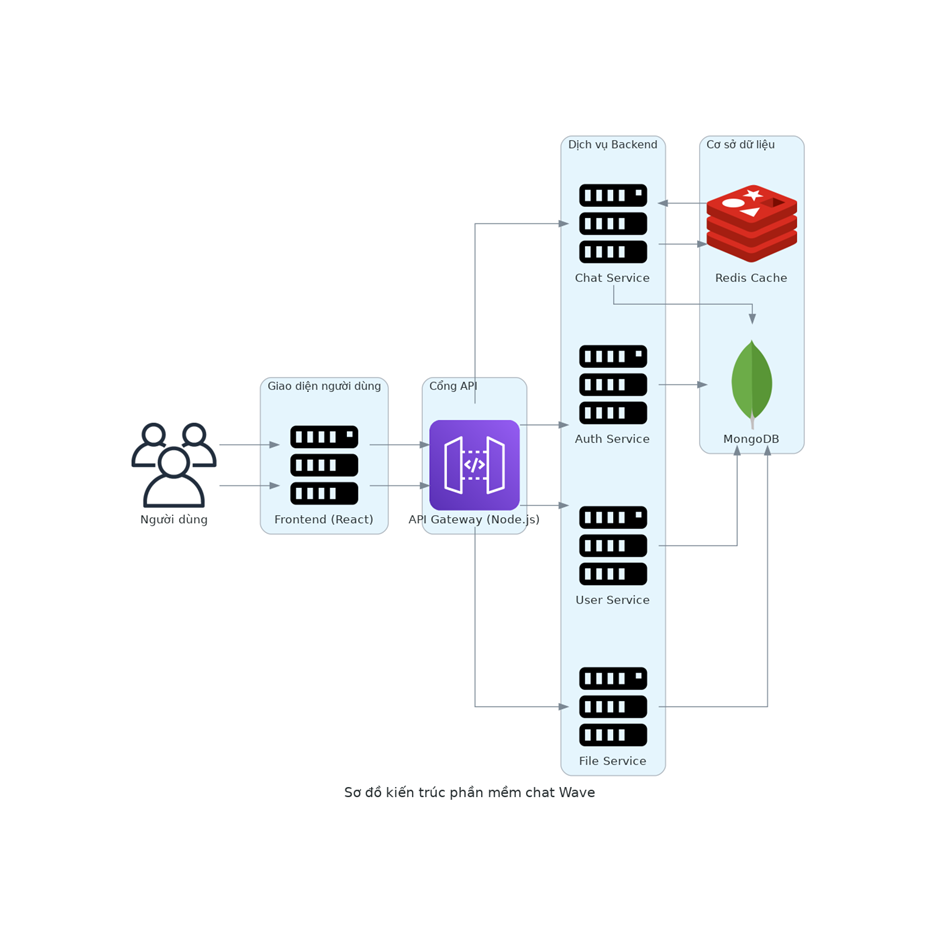 Dịch vụ Backend
Cơ sở dữ liệu
Chat Service
Redis Cache
Giao diện người dùng
Cổng API
Auth Service
MongoDB
</>
Người dùng
Frontend (React)
API Gateway (Node.js)
User Service
File Service
Sơ đồ kiến trúc phần mềm chat Wave